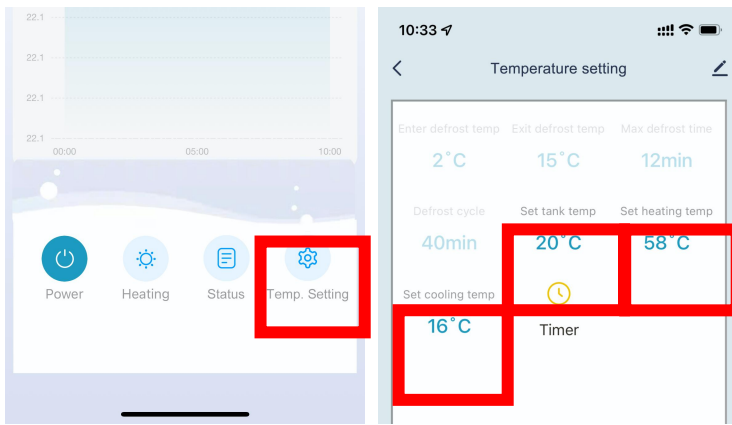 22.1
22.1
22.1
22.1
00:00 05:00 10:00
Power Heating Status Temp. Setting
10:33
Temperature setting
Enter defrost temp Exit defrost temp Max defrost time
2°C 15°C 12min
Defrost cycle Set tank temp Set heating temp
40min 20°C 58°C
Set cooling temp
16°C Timer